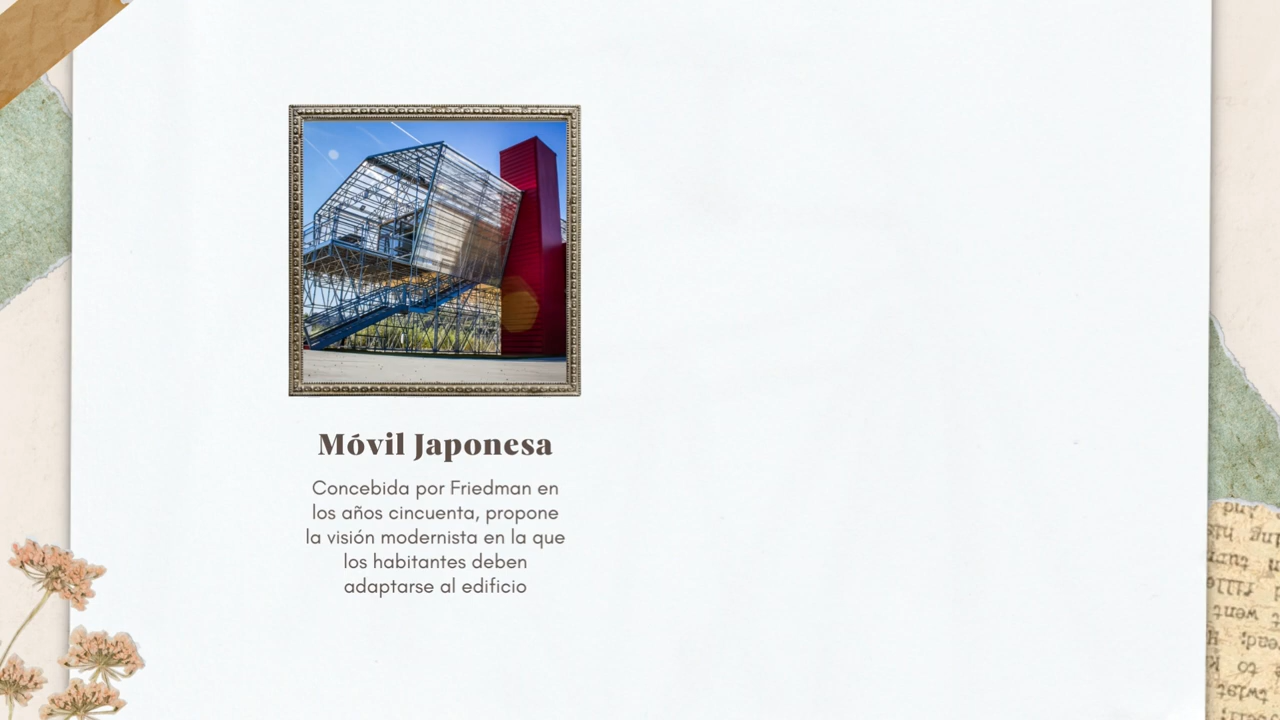 Móvil Japonesa
Concebida por Friedman en
los años cincuenta, propone
la visión modernista en la que
los habitantes deben
adaptarse al edificio